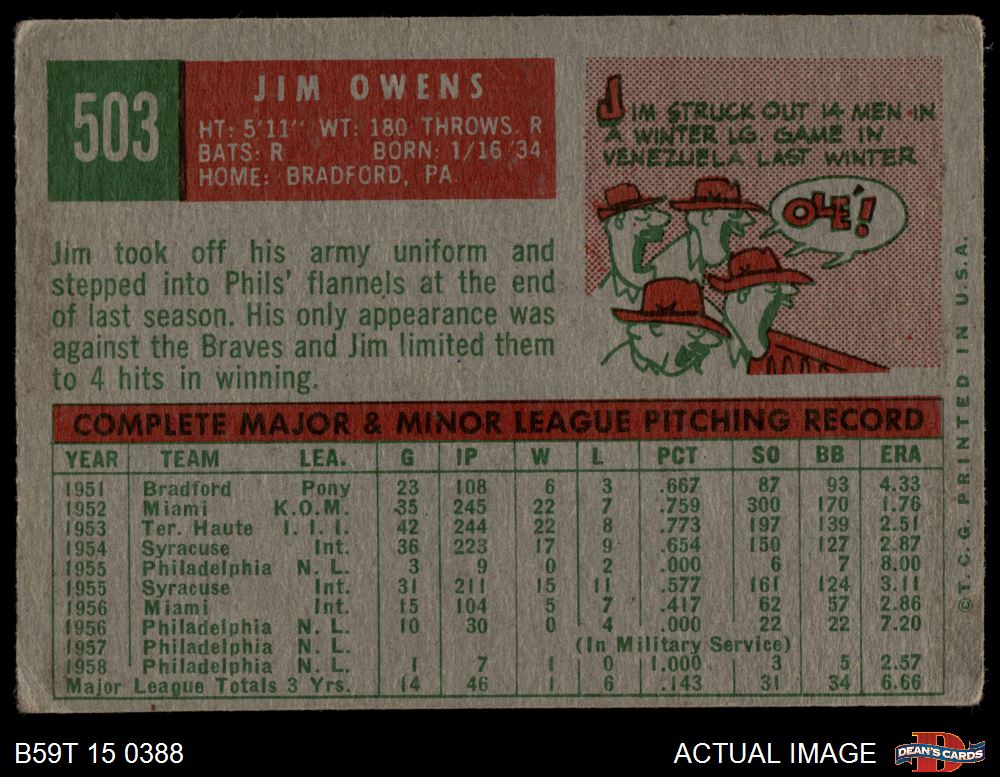 503
JIM OWENS
HT: 5'11" WT: 180 THROWS: R
BATS: R BORN: 1/16/34
HOME: BRADFORD, PA.
JIM STRUCK OUT 14 MEN IN
A WINTER LG GAME IN
VENEZUELA LAST WINTER
OLÉ!
Jim took off his army uniform and
stepped into Phils' flannels at the end
of last season. His only appearance was
against the Braves and Jim limited them
to 4 hits in winning.
COMPLETE MAJOR & MINOR LEAGUE PITCHING RECORD
YEAR TEAM LEA. G IP W L PCT SO BB ERA
1951 Bradford Pony 23 108 6 3 .667 87 93 4.33
1952 Miami K.O.M. 35 245 22 7 .759 300 170 1.76
1953 Ter. Haute I. I. I. 42 244 22 8 .773 197 139 2.51
1954 Syracuse Int. 36 223 17 9 .654 150 127 2.87
1955 Philadelphia N. L. 3 9 0 2 .000 6 7 8.00
1955 Syracuse Int. 31 211 15 11 .577 161 124 3.11
1956 Miami Int. 15 104 5 7 .417 62 57 2.86
1956 Philadelphia N. L. 10 30 0 4 .000 22 22 7.20
1957 Philadelphia N. L. (In Military Service)
1958 Philadelphia N. L. 1 7 1 0 1.000 3 5 2.57
Major League Totals 3 Yrs. 14 46 1 6 .143 31 34 6.66
©T.C.G. PRINTED IN U.S.A.
B59T 15 0388
ACTUAL IMAGE
D
DEAN'S CARDS